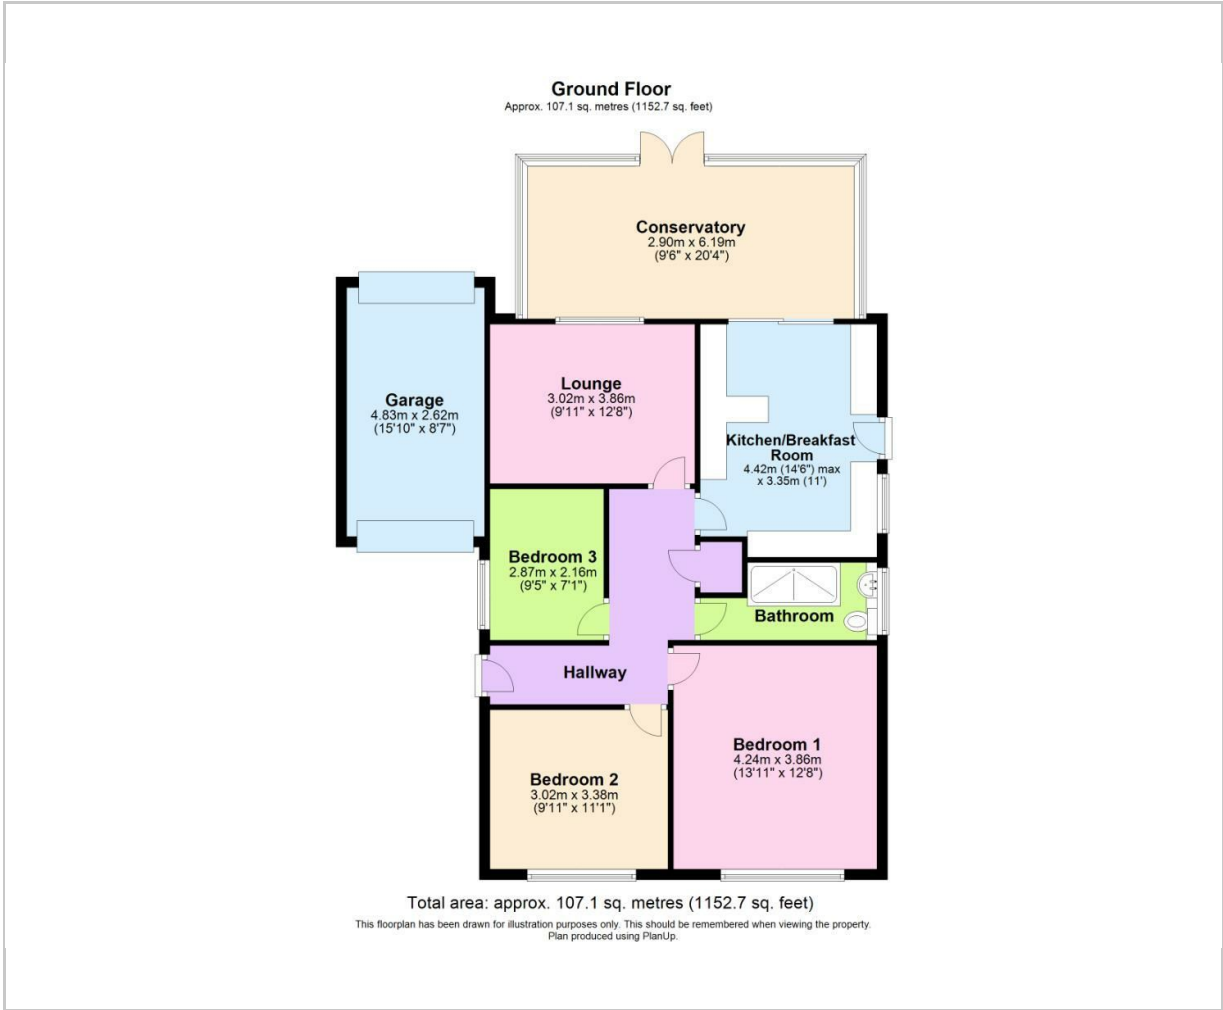 Ground Floor
Approx. 107.1 sq. metres (1152.7 sq. feet)
Conservatory
2.90m x 6.19m
(9'6" x 20'4")
Lounge
3.02m x 3.86m
(9'11" x 12'8")
Garage
4.83m x 2.62m
(15'10" x 8'7")
Kitchen/Breakfast
Room
4.42m (14'6") max
x 3.35m (11')
Bedroom 3
2.87m x 2.16m
(9'5" x 7'1")
Bathroom
Hallway
Bedroom 1
4.24m x 3.86m
(13'11" x 12'8")
Bedroom 2
3.02m x 3.38m
(9'11" x 11'1")
Total area: approx. 107.1 sq. metres (1152.7 sq. feet)
This floorplan has been drawn for illustration purposes only. This should be remembered when viewing the property.
Plan produced using PlanUp.